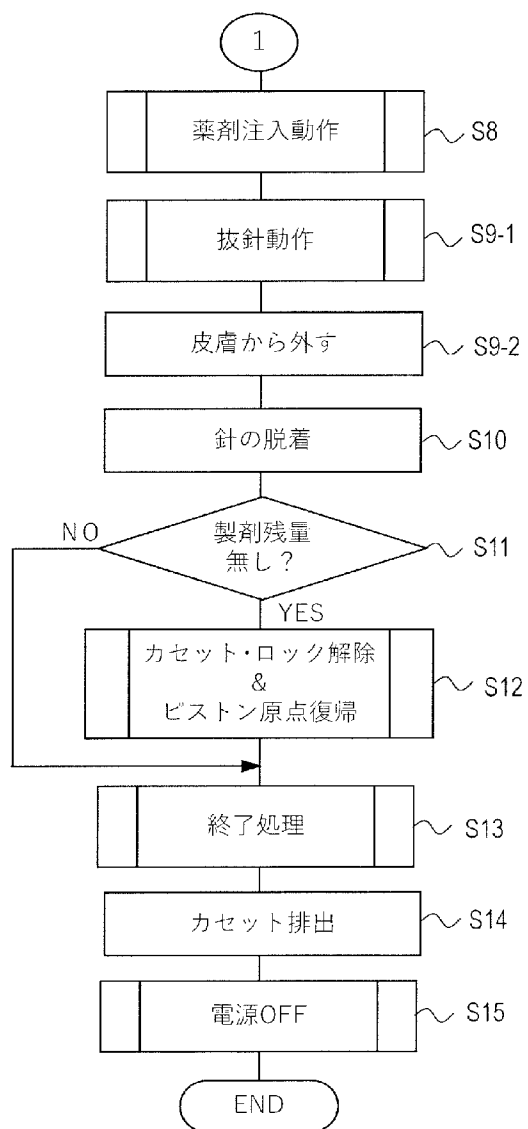 1
薬剤注入動作
S8
抜針動作
S9-1
皮膚から外す
S9-2
針の脱着
S10
製剤残量
無し？
S11
NO
YES
カセット・ロック解除
&
ピストン原点復帰
S12
終了処理
S13
カセット排出
S14
電源OFF
S15
END